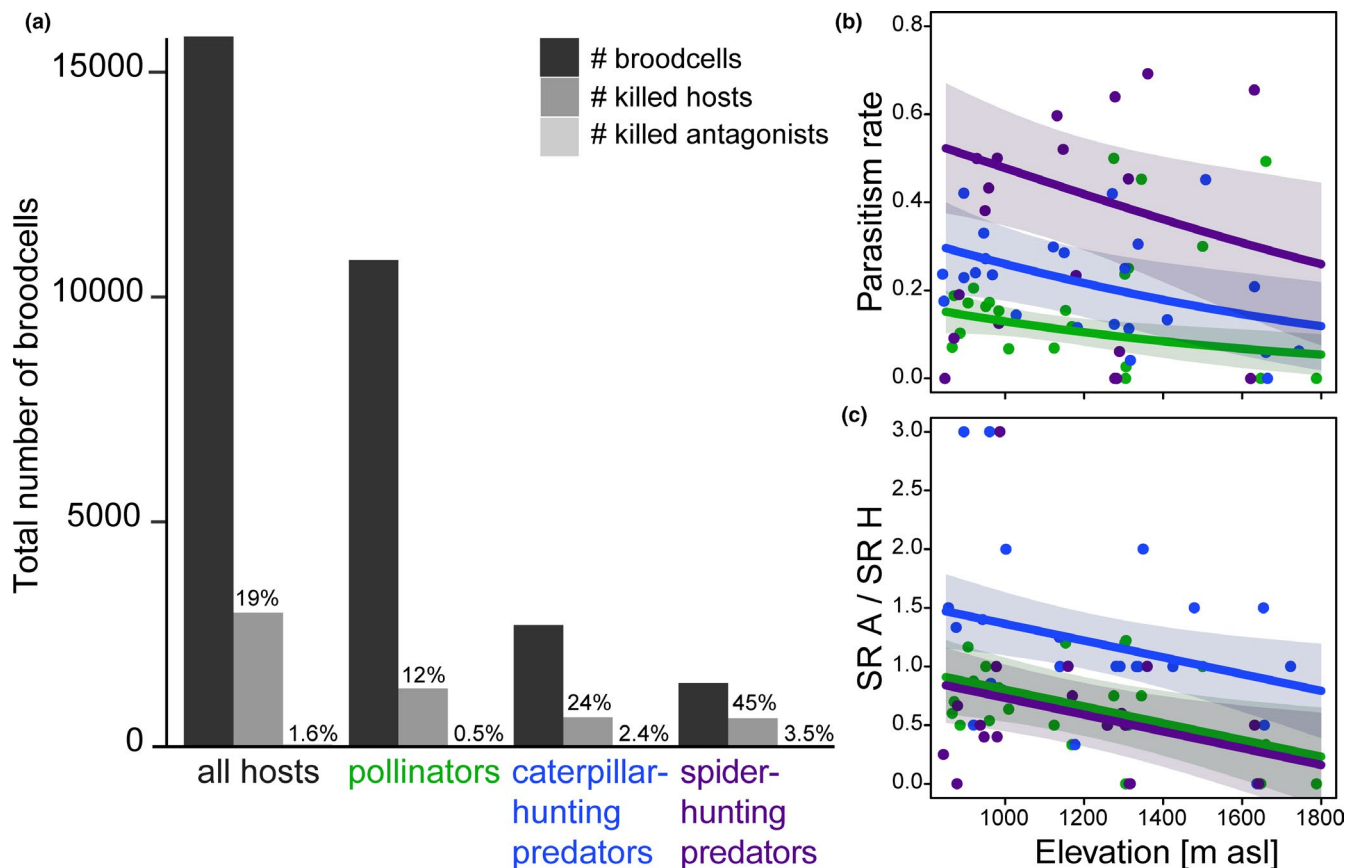 (a)
Total number of broodcells
15000
10000
5000
0
# broodcells
# killed hosts
# killed antagonists
19%
1.6%
12%
0.5%
24%
2.4%
45%
3.5%
all hosts
pollinators
caterpillar-
hunting
predators
spider-
hunting
predators
(b)
Parasitism rate
0.8
0.6
0.4
0.2
0.0
(c)
SR A / SR H
3.0
2.5
2.0
1.5
1.0
0.5
0.0
1000 1200 1400 1600 1800
Elevation [m asl]